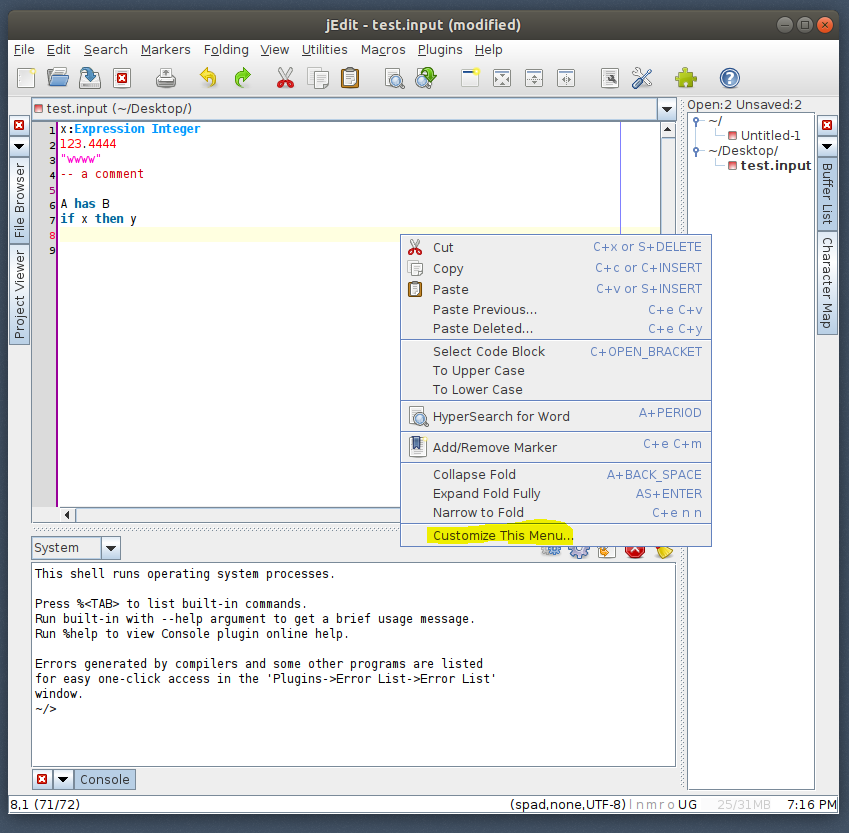 jEdit - test.input (modified)
File Edit Search Markers Folding View Utilities Macros Plugins Help
test.input (~/Desktop/)
Open:2 Unsaved:2
~/
Untitled-1
~/Desktop/
test.input
File Browser
Project Viewer
Buffer List
Character Map
1 x:Expression Integer
2 123.4444
3 "wwww"
4 -- a comment
5
6 A has B
7 if x then y
8
9
Cut C+x or S+DELETE
Copy C+c or C+INSERT
Paste C+v or S+INSERT
Paste Previous... C+e C+v
Paste Deleted... C+e C+y
Select Code Block C+OPEN_BRACKET
To Upper Case
To Lower Case
HyperSearch for Word A+PERIOD
Add/Remove Marker C+e C+m
Collapse Fold A+BACK_SPACE
Expand Fold Fully AS+ENTER
Narrow to Fold C+e n n
Customize This Menu...
System
This shell runs operating system processes.
Press %<TAB> to list built-in commands.
Run built-in with --help argument to get a brief usage message.
Run %help to view Console plugin online help.
Errors generated by compilers and some other programs are listed
for easy one-click access in the 'Plugins->Error List->Error List'
window.
~/>
Console
8,1 (71/72) (spad,none,UTF-8) l n m r o UG 25/31MB 7:16 PM